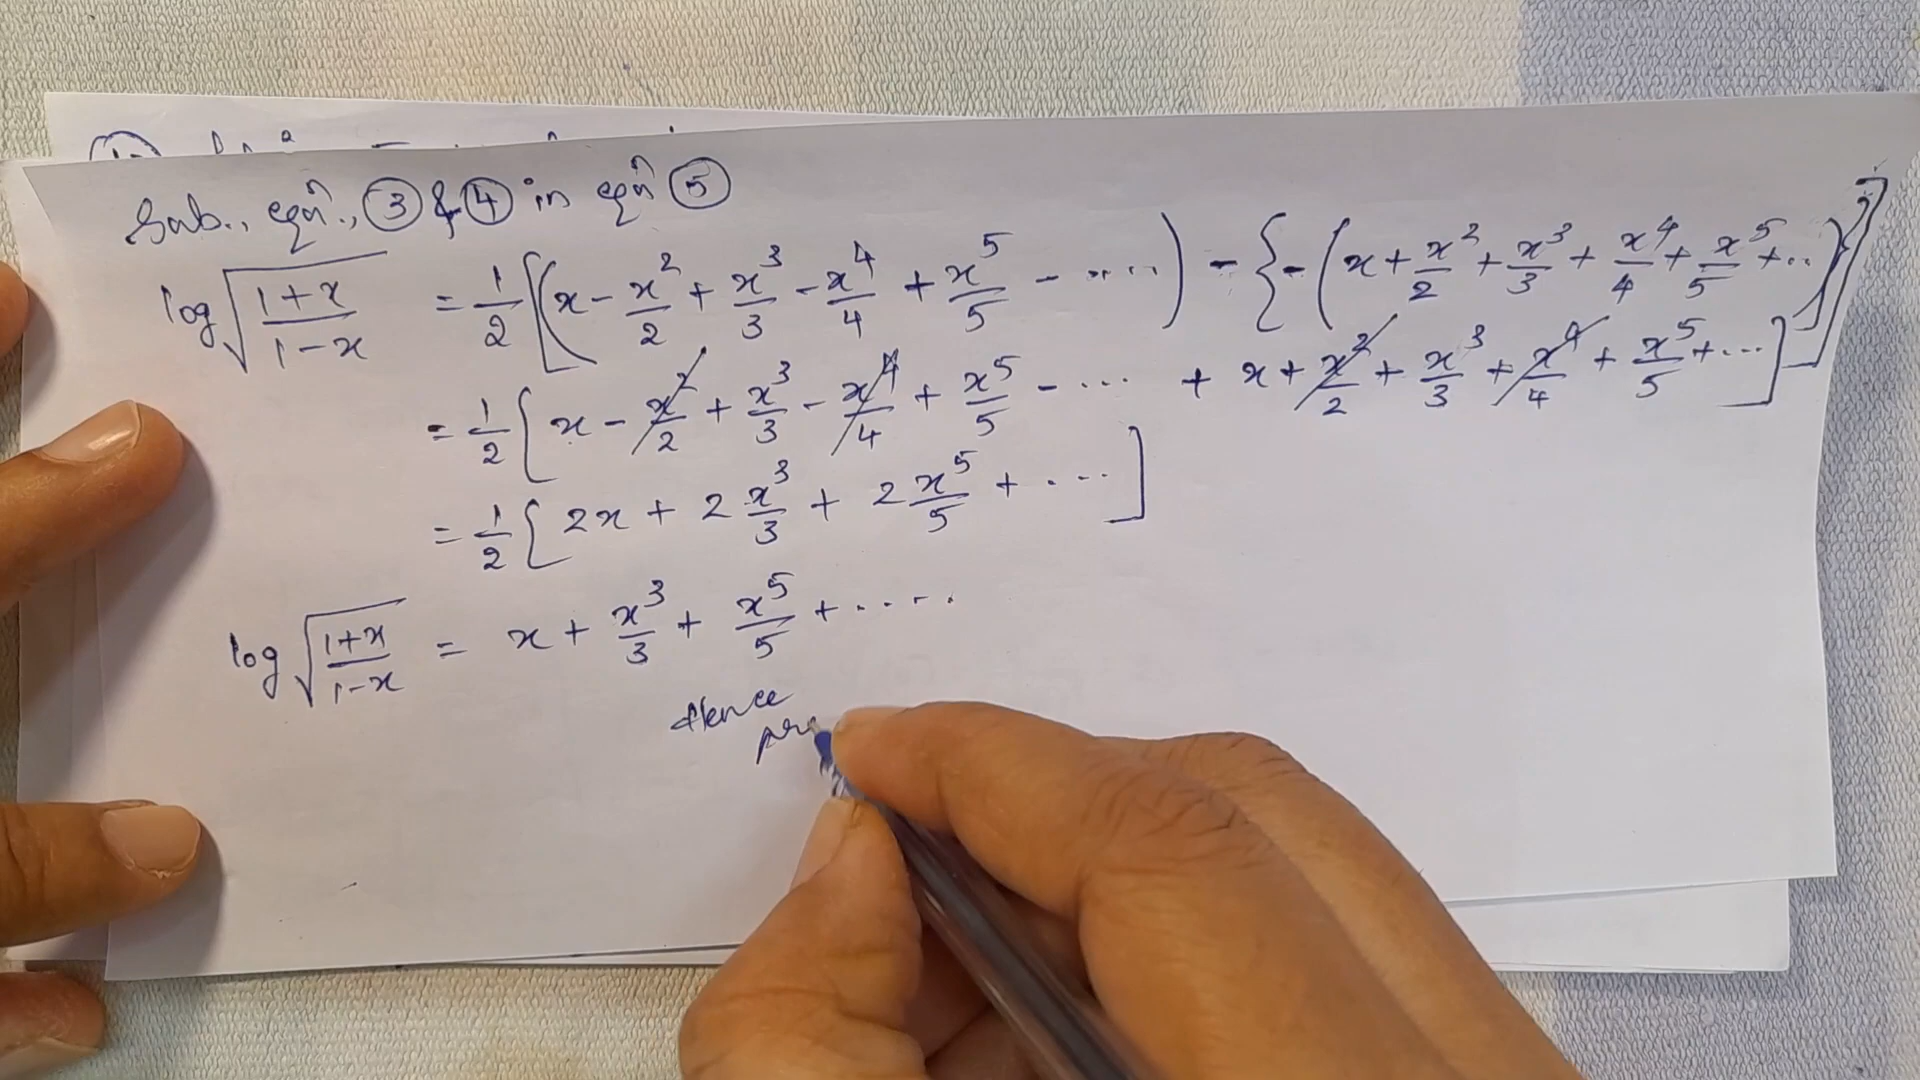 Sub., eqn., ③ & ④ in eqn ⑤
log √(1+x/1-x) = 1/2 [(x - x²/2 + x³/3 - x⁴/4 + x⁵/5 - .....) - {-(x + x²/2 + x³/3 + x⁴/4 + x⁵/5 + ..)}]
= 1/2 [x - x²/2 + x³/3 - x⁴/4 + x⁵/5 - ... + x + x²/2 + x³/3 + x⁴/4 + x⁵/5 + ...]
= 1/2 [2x + 2 x³/3 + 2 x⁵/5 + ....]
log √(1+x/1-x) = x + x³/3 + x⁵/5 + .....
Hence